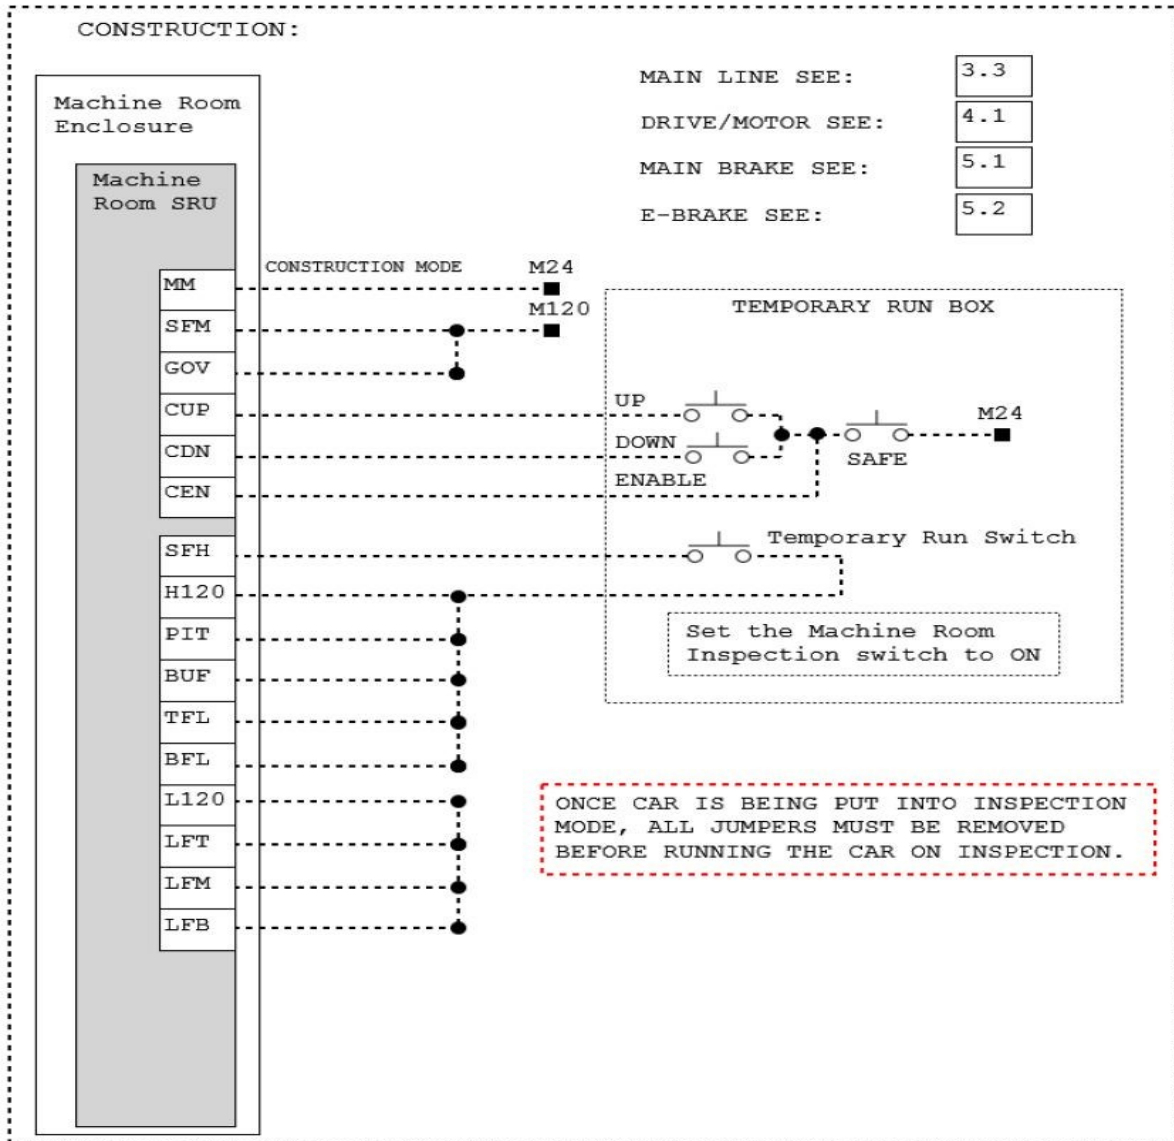 CONSTRUCTION:
MAIN LINE SEE: 3.3
DRIVE/MOTOR SEE: 4.1
MAIN BRAKE SEE: 5.1
E-BRAKE SEE: 5.2
Machine Room
Enclosure
Machine
Room SRU
MM
CONSTRUCTION MODE
M24
SFM
M120
GOV
CUP
CDN
CEN
SFH
H120
PIT
BUF
TFL
BFL
L120
LFT
LFM
LFB
TEMPORARY RUN BOX
UP
DOWN
ENABLE
SAFE
M24
Temporary Run Switch
Set the Machine Room
Inspection switch to ON
ONCE CAR IS BEING PUT INTO INSPECTION
MODE, ALL JUMPERS MUST BE REMOVED
BEFORE RUNNING THE CAR ON INSPECTION.